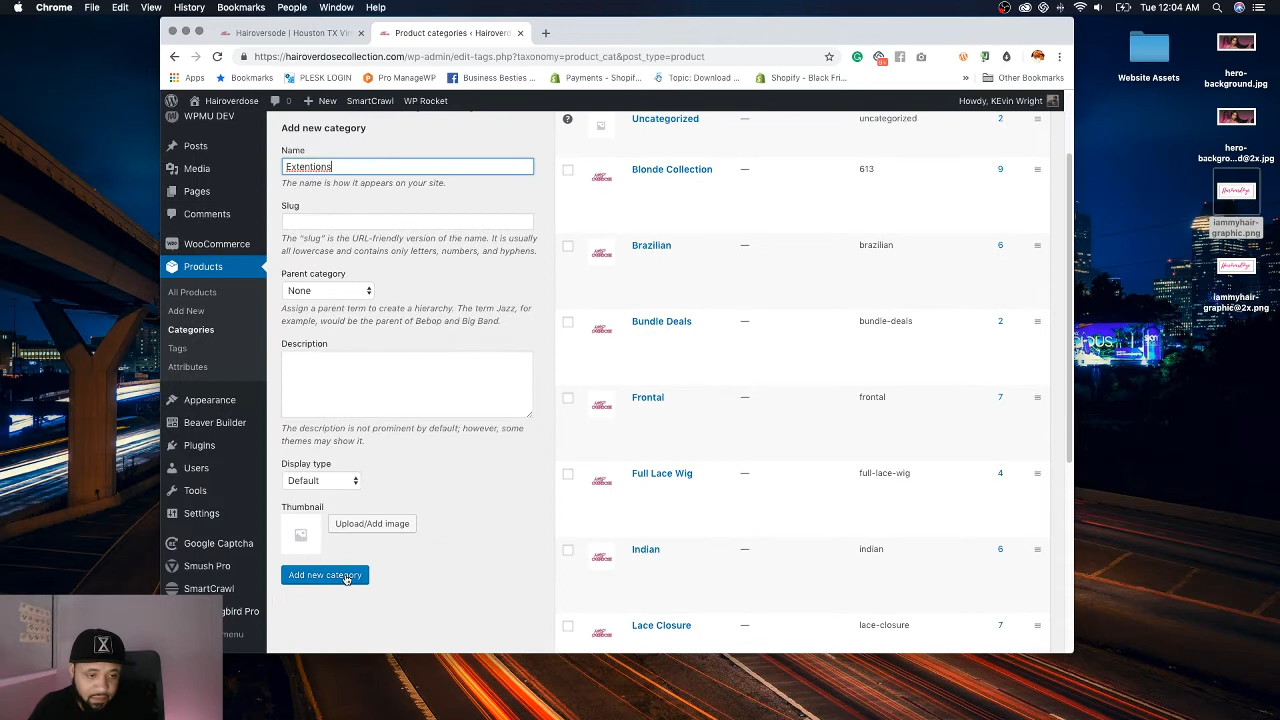 Chrome File Edit View History Bookmarks People Window Help
Tue 12:04 AM
Hairoversode | Houston TX Vir
Product categories ‹ Hairoverd
https://hairoverdosecollection.com/wp-admin/edit-tags.php?taxonomy=product_cat&post_type=product
Apps Bookmarks PLESK LOGIN Pro ManageWP Business Besties ... Payments - Shopif... Topic: Download ... Shopify - Black Fri... » Other Bookmarks
Hairoverdose 0 + New SmartCrawl WP Rocket Howdy, KEvin Wright
WPMU DEV
Posts
Media
Pages
Comments
WooCommerce
Products
All Products
Add New
Categories
Tags
Attributes
Appearance
Beaver Builder
Plugins
Users
Tools
Settings
Google Captcha
Smush Pro
SmartCrawl
gbird Pro
menu
Add new category
Name
Extentions
The name is how it appears on your site.
Slug
The “slug” is the URL-friendly version of the name. It is usually
all lowercase and contains only letters, numbers, and hyphens.
Parent category
None
Assign a parent term to create a hierarchy. The term Jazz, for
example, would be the parent of Bebop and Big Band.
Description
The description is not prominent by default; however, some
themes may show it.
Display type
Default
Thumbnail
Upload/Add image
Add new category
Uncategorized — uncategorized 2
Blonde Collection — 613 9
Brazilian — brazilian 6
Bundle Deals — bundle-deals 2
Frontal — frontal 7
Full Lace Wig — full-lace-wig 4
Indian — indian 6
Lace Closure — lace-closure 7
Website Assets
hero-
background.jpg
hero-
backgro...d@2x.jpg
iammyhair-
graphic.png
iammyhair-
graphic@2x.png